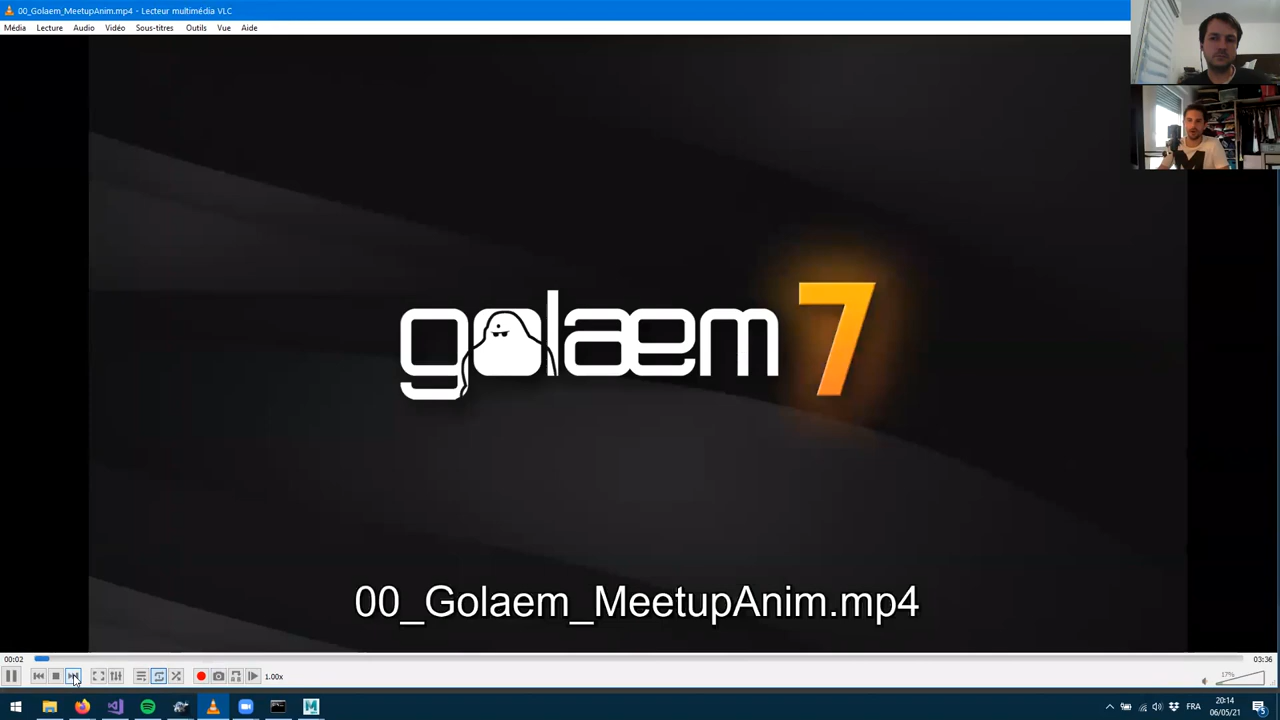 00_Golaem_MeetupAnim.mp4 - Lecteur multimédia VLC
Média Lecture Audio Vidéo Sous-titres Outils Vue Aide
golaem 7
00_Golaem_MeetupAnim.mp4
00:02
03:36
1.00x
17%
FRA
20:14
06/05/21